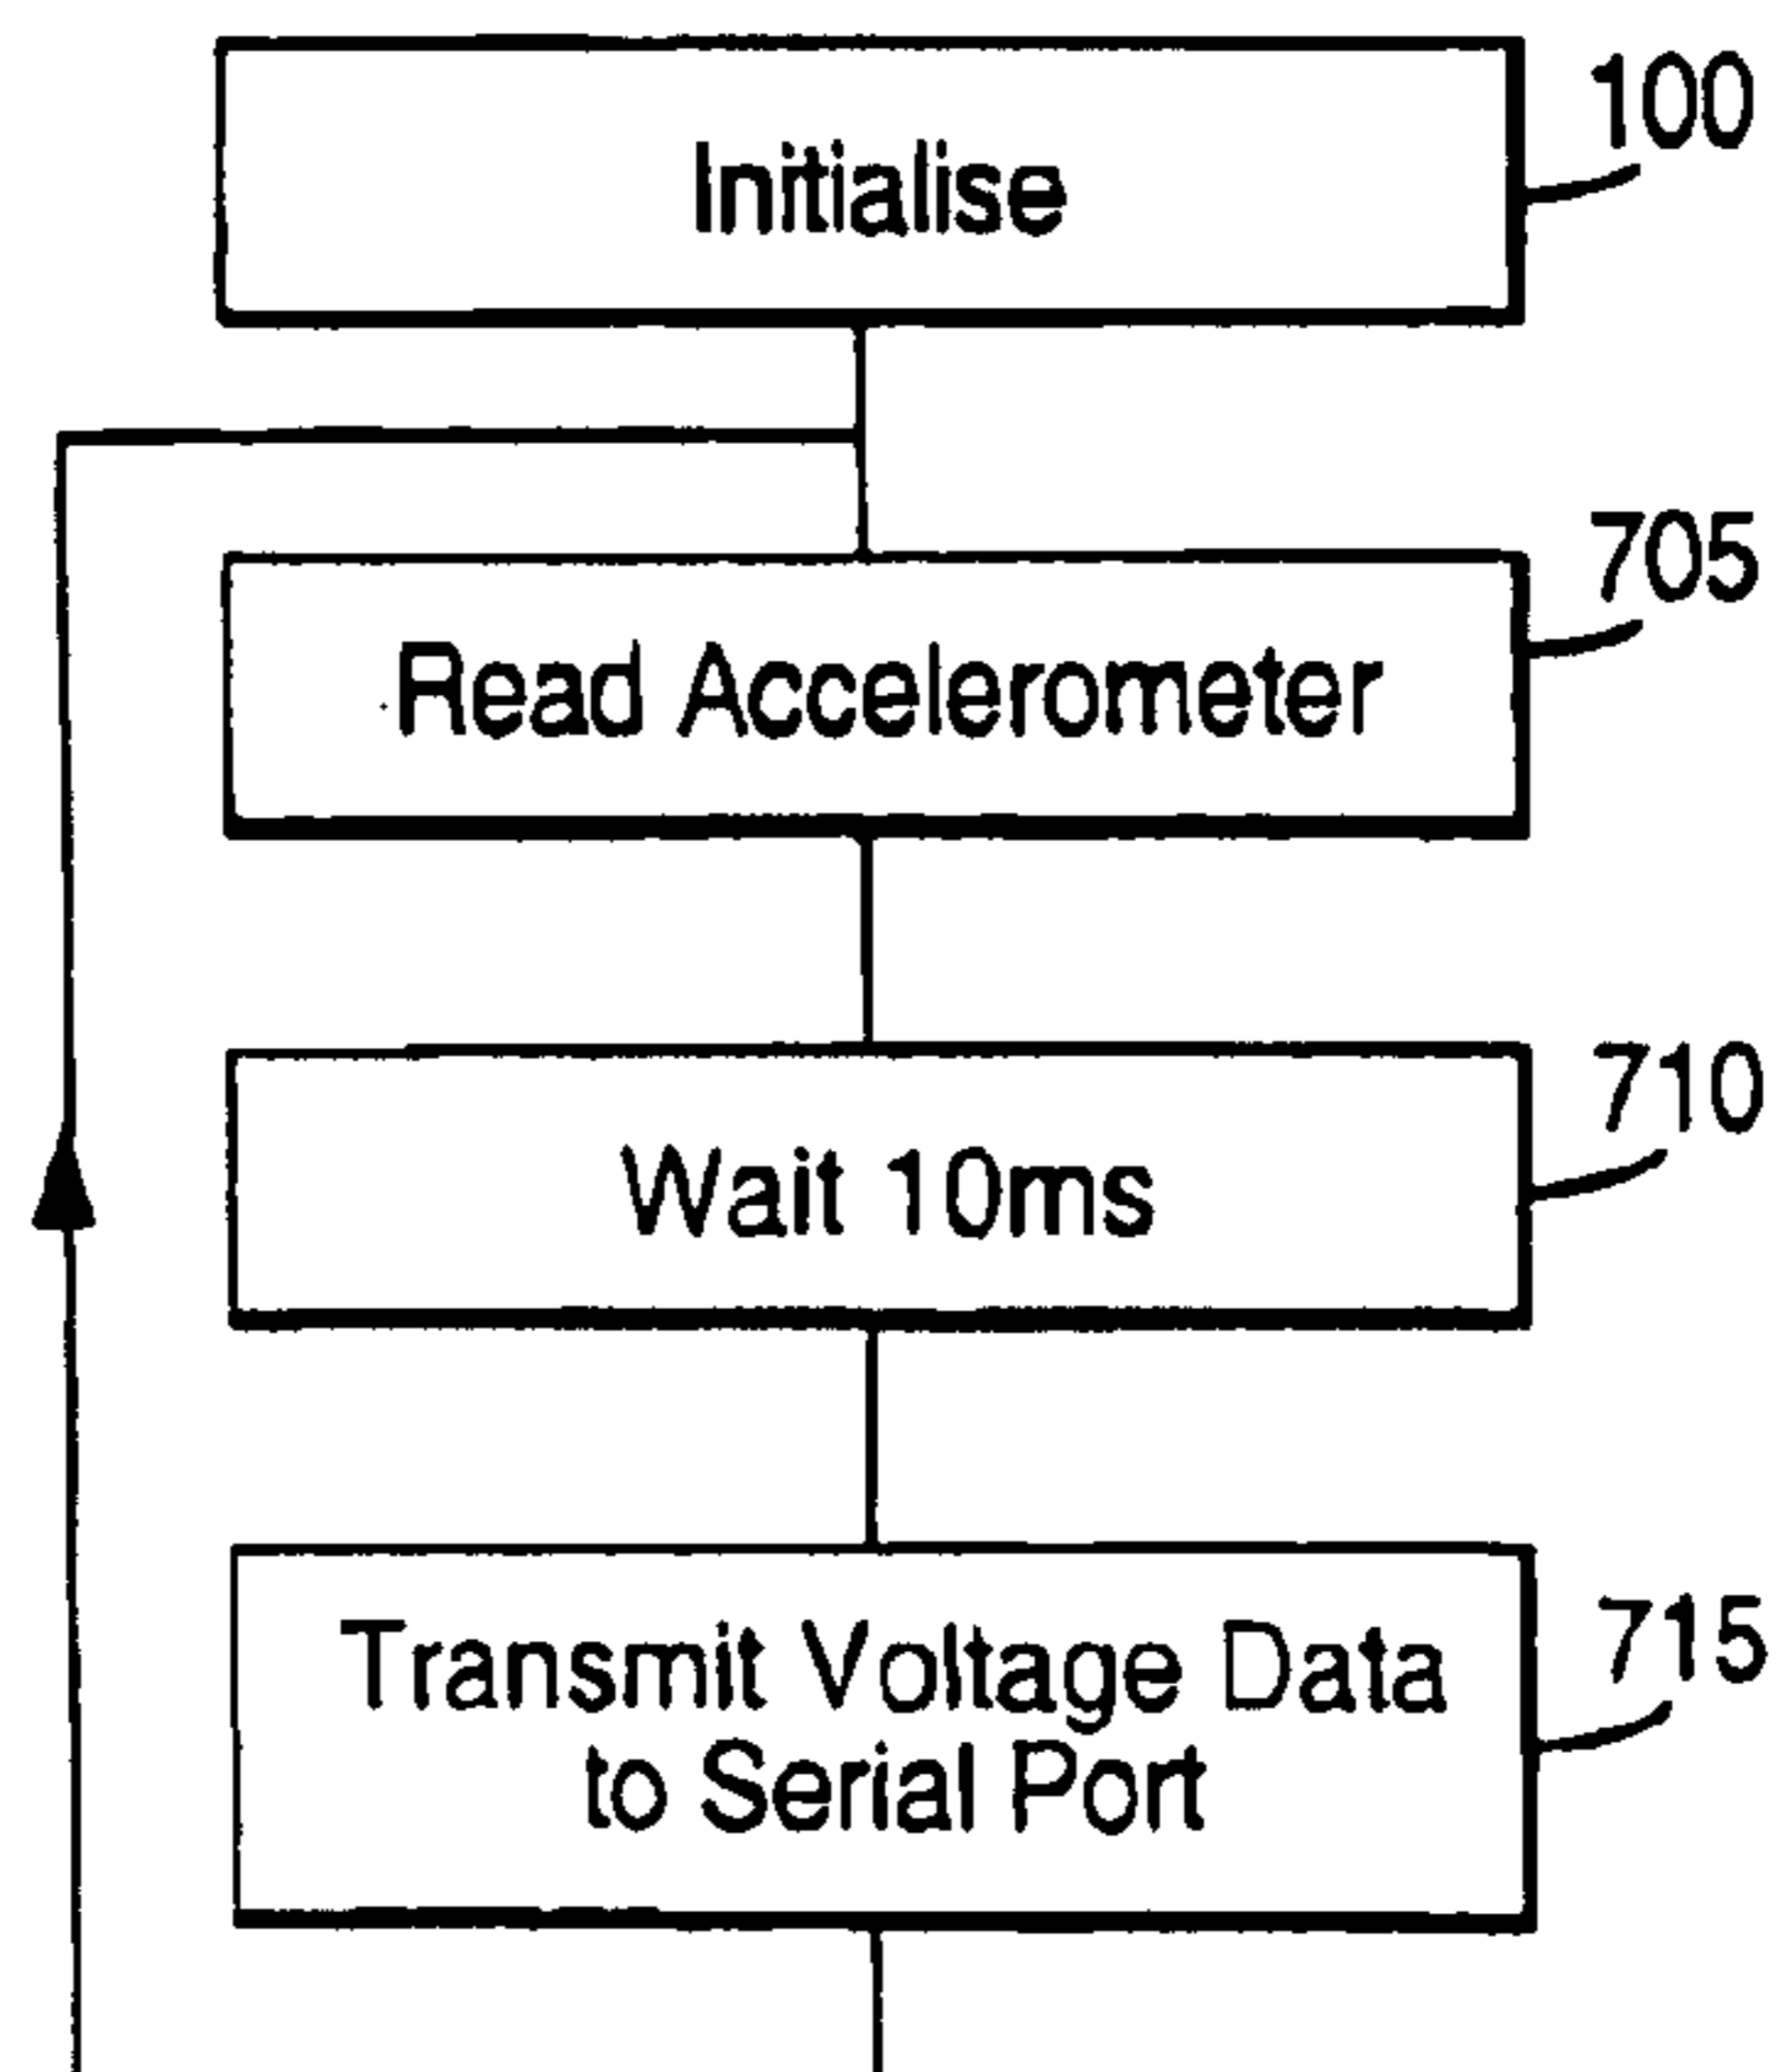 Initialise
100
Read Accelerometer
705
Wait 10ms
710
Transmit Voltage Data
to Serial Port
715